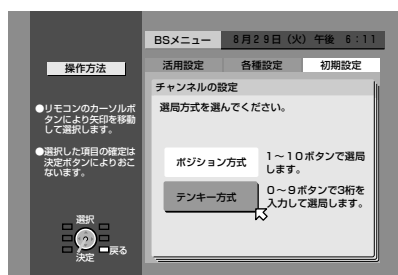 BSメニュー 8月29日（火）午後 6：11
操作方法
活用設定 各種設定 初期設定
チャンネルの設定
●リモコンのカーソルボ
タンにより矢印を移動
して選択します。
●選択した項目の確定は
決定ボタンによりおこ
ないます。
選局方式を選んでください。
ポジション方式 1～10ボタンで選局
します。
テンキー方式 0～9ボタンで3桁を
入力して選局します。
選択
戻る
決定